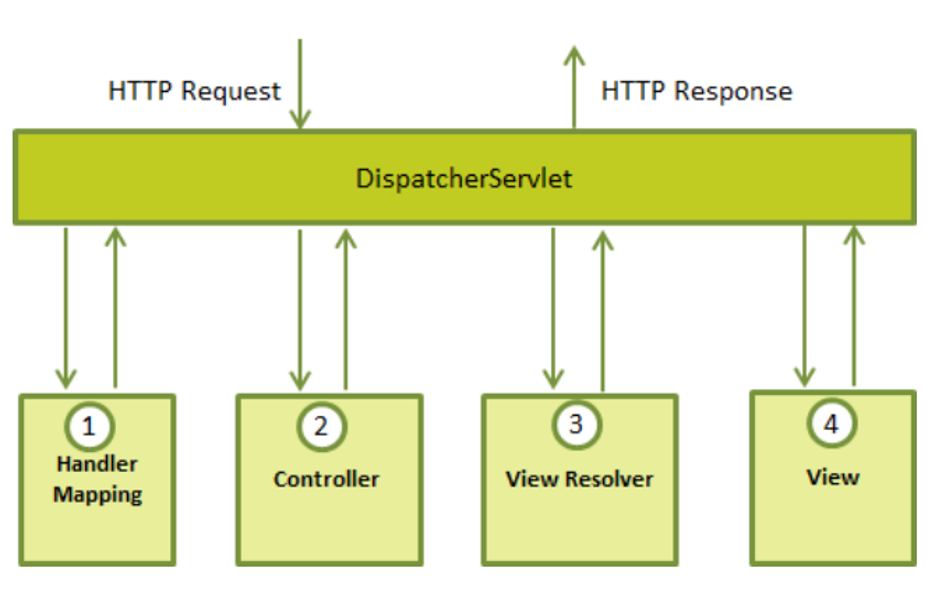 HTTP Request
HTTP Response
DispatcherServlet
1
Handler
Mapping
2
Controller
3
View Resolver
4
View